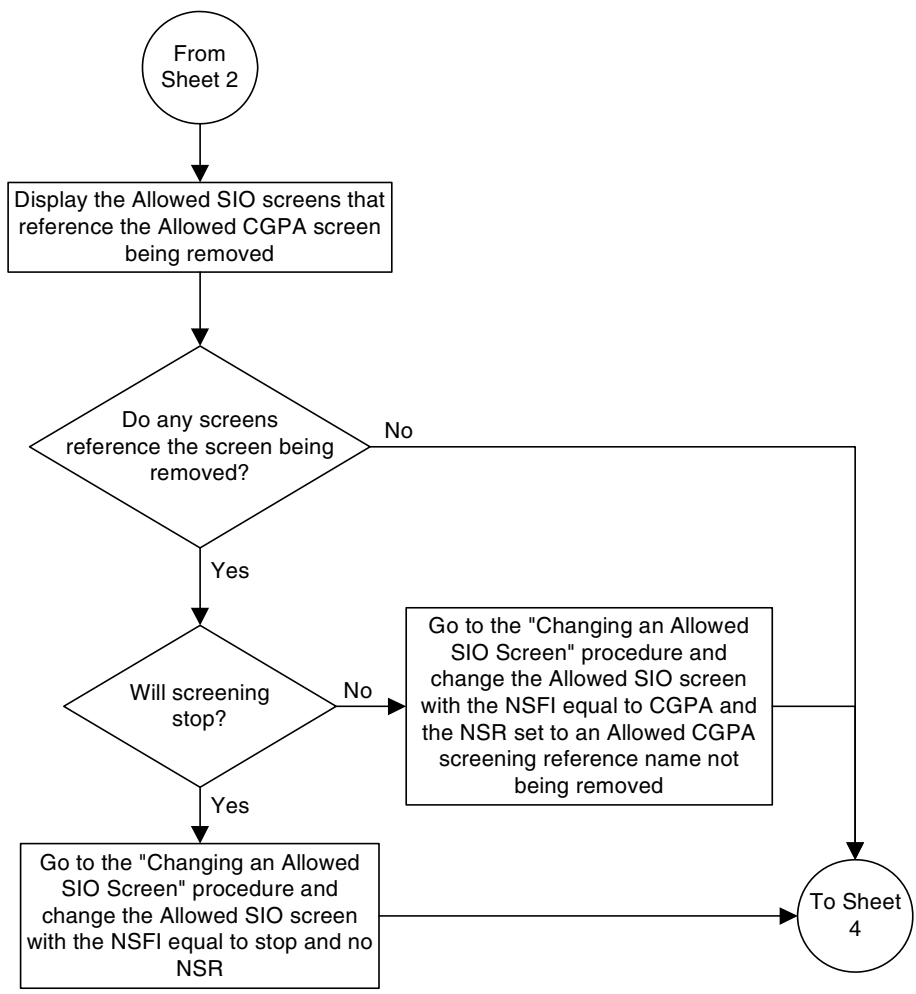 From
Sheet 2
Display the Allowed SIO screens that
reference the Allowed CGPA screen
being removed
Do any screens
reference the screen being
removed?
No
Yes
Will screening
stop?
No
Go to the "Changing an Allowed
SIO Screen" procedure and
change the Allowed SIO screen
with the NSFI equal to CGPA and
the NSR set to an Allowed CGPA
screening reference name not
being removed
Yes
Go to the "Changing an Allowed
SIO Screen" procedure and
change the Allowed SIO screen
with the NSFI equal to stop and no
NSR
To Sheet
4